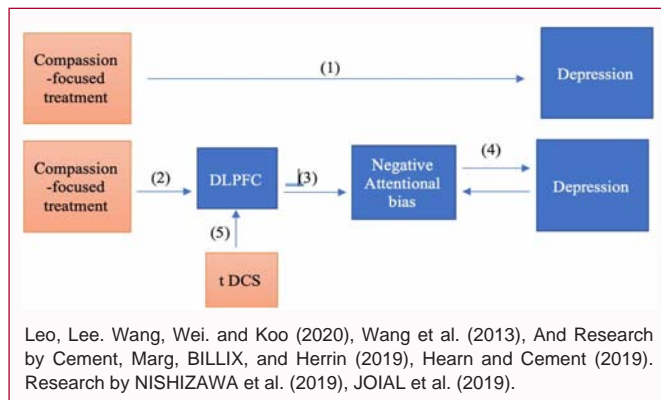 Compassion
-focused
treatment
(1)
Depression
Compassion
-focused
treatment
(2)
DLPFC
(3)
Negative
Attentional
bias
(4)
Depression
(5)
t DCS
Leo, Lee. Wang, Wei. and Koo (2020), Wang et al. (2013), And Research
by Cement, Marg, BILLIX, and Herrin (2019), Hearn and Cement (2019).
Research by NISHIZAWA et al. (2019), JOIAL et al. (2019).